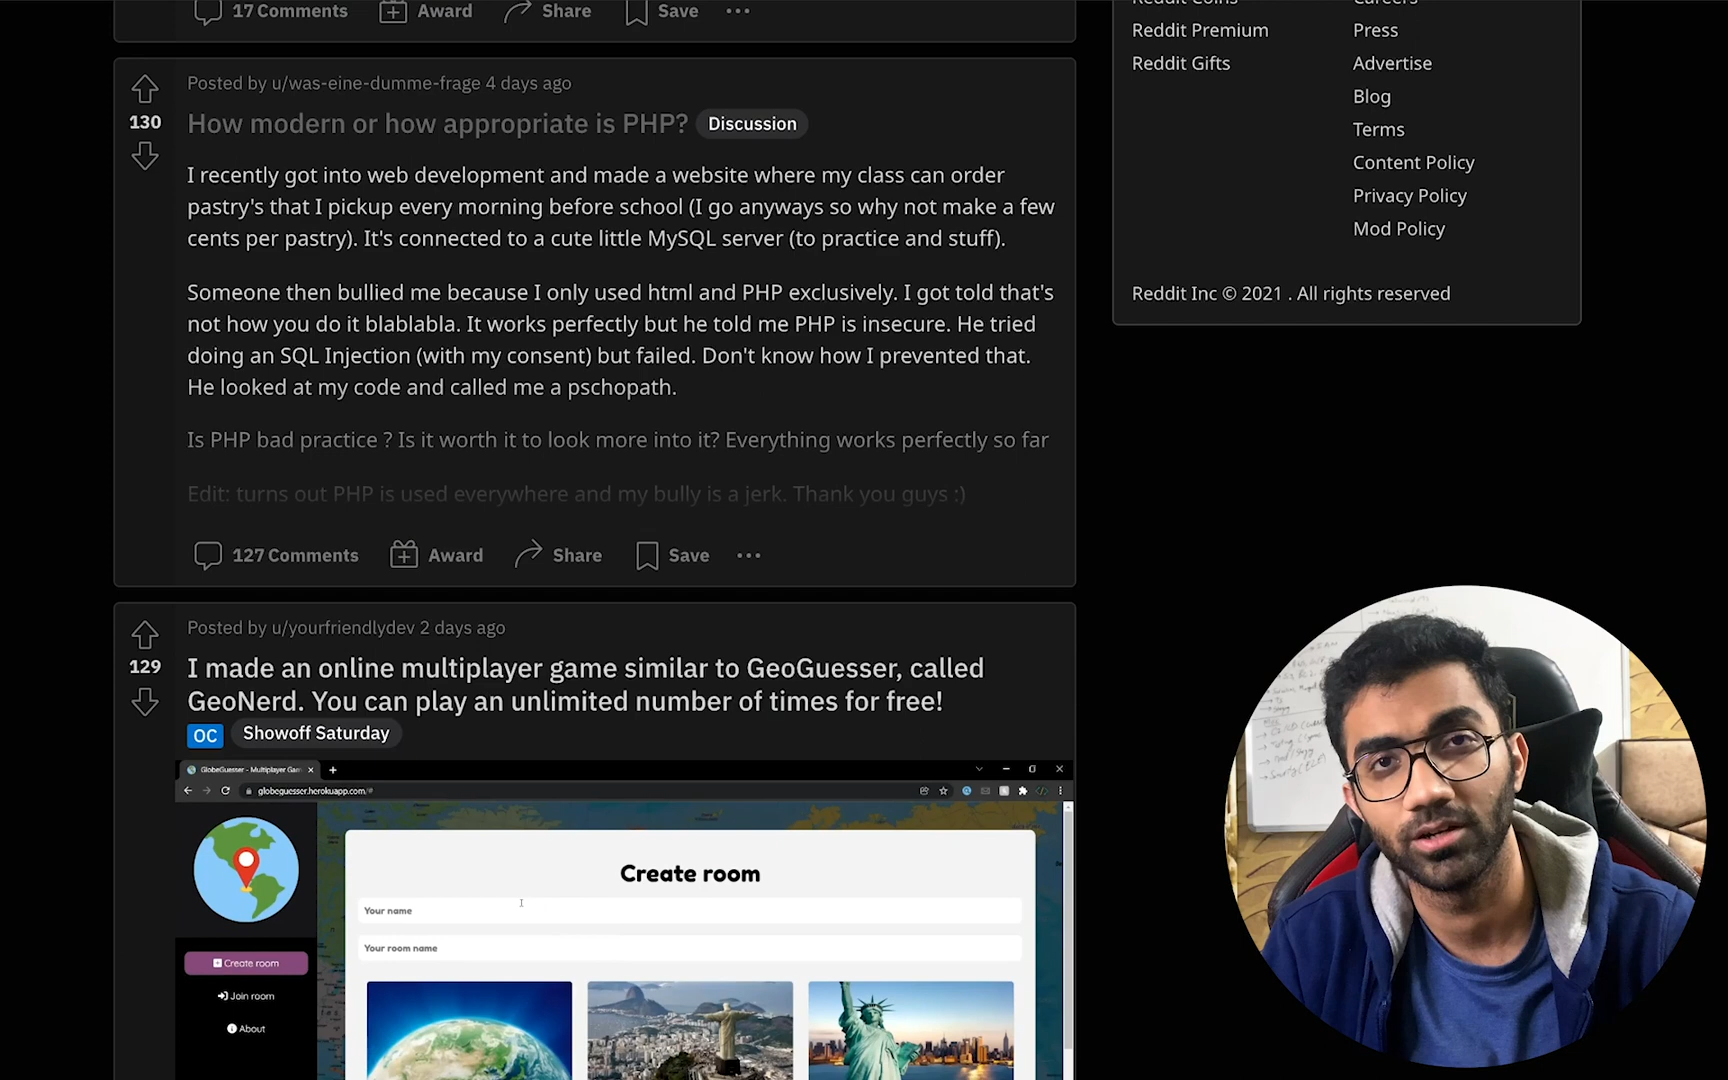 17 Comments Award Share Save
Reddit Premium
Press
Reddit Gifts
Advertise
Blog
Terms
Content Policy
Privacy Policy
Mod Policy
Reddit Inc © 2021 . All rights reserved
Posted by u/was-eine-dumme-frage 4 days ago
130
How modern or how appropriate is PHP? Discussion
I recently got into web development and made a website where my class can order
pastry's that I pickup every morning before school (I go anyways so why not make a few
cents per pastry). It's connected to a cute little MySQL server (to practice and stuff).
Someone then bullied me because I only used html and PHP exclusively. I got told that's
not how you do it blablabla. It works perfectly but he told me PHP is insecure. He tried
doing an SQL Injection (with my consent) but failed. Don't know how I prevented that.
He looked at my code and called me a pschopath.
Is PHP bad practice ? Is it worth it to look more into it? Everything works perfectly so far
Edit: turns out PHP is used everywhere and my bully is a jerk. Thank you guys :)
127 Comments Award Share Save
Posted by u/yourfriendlydev 2 days ago
129
I made an online multiplayer game similar to GeoGuesser, called
GeoNerd. You can play an unlimited number of times for free!
OC Showoff Saturday
GlobeGuesser - Multiplayer Gam
globeguesser.herokuapp.com/#
Create room
Your name
Your room name
Create room
Join room
About